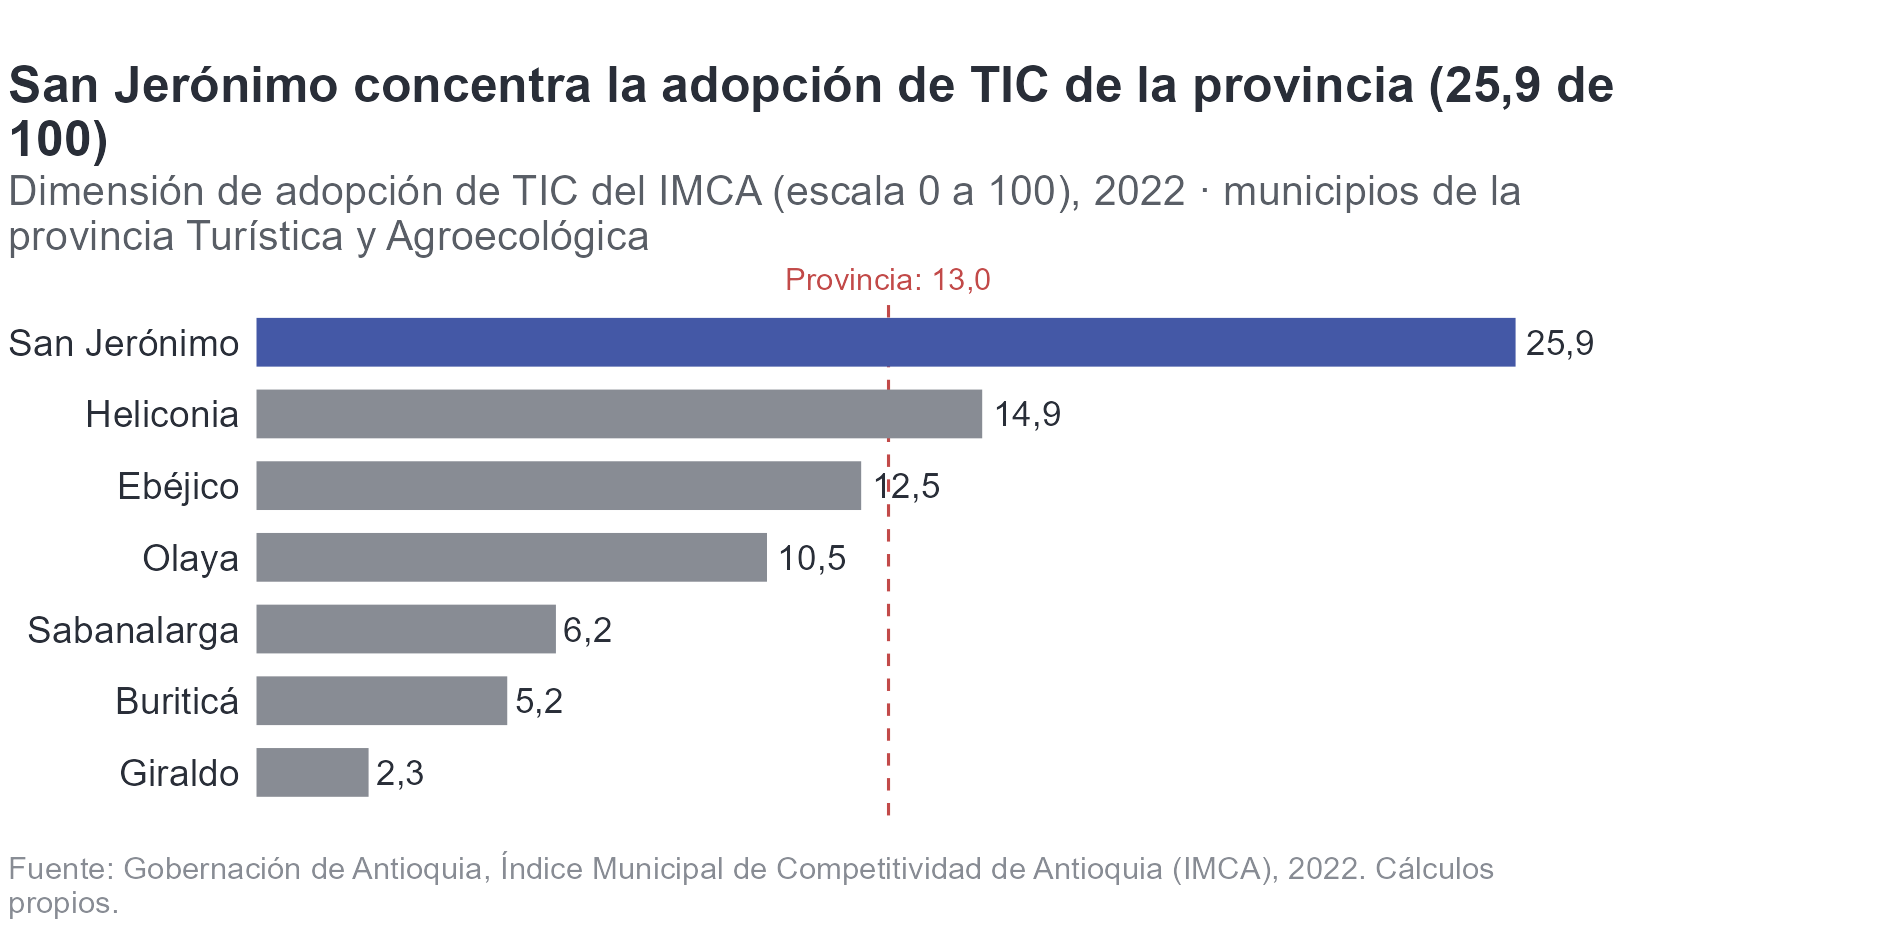 San Jerónimo concentra la adopción de TIC de la provincia (25,9 de
100)
Dimensión de adopción de TIC del IMCA (escala 0 a 100), 2022 · municipios de la
provincia Turística y Agroecológica
Provincia: 13,0
San Jerónimo 25,9
Heliconia 14,9
Ebéjico 12,5
Olaya 10,5
Sabanalarga 6,2
Buriticá 5,2
Giraldo 2,3
Fuente: Gobernación de Antioquia, Índice Municipal de Competitividad de Antioquia (IMCA), 2022. Cálculos
propios.